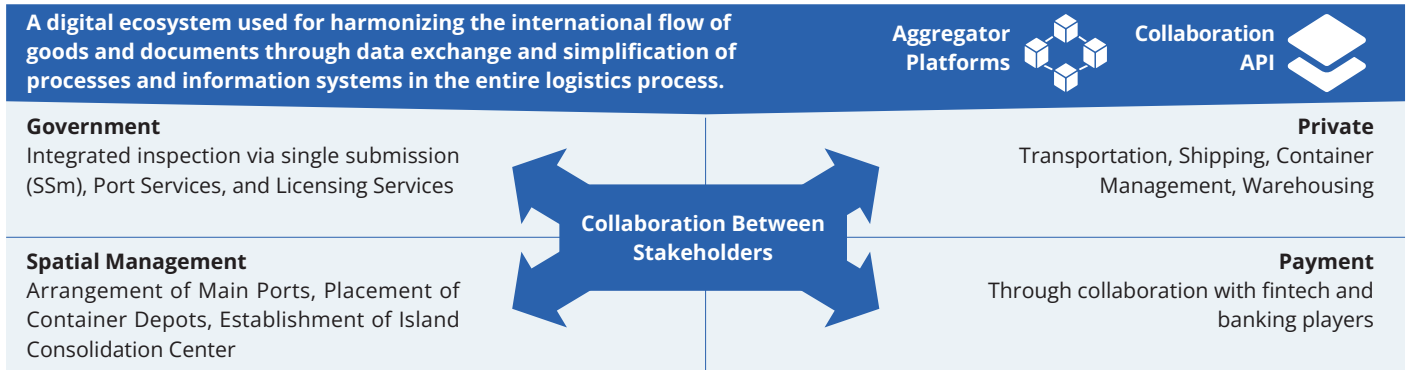 A digital ecosystem used for harmonizing the international flow of
goods and documents through data exchange and simplification of
processes and information systems in the entire logistics process.
Aggregator
Platforms
Collaboration
API
Government
Integrated inspection via single submission
(SSm), Port Services, and Licensing Services
Private
Transportation, Shipping, Container
Management, Warehousing
Collaboration Between
Stakeholders
Spatial Management
Arrangement of Main Ports, Placement of
Container Depots, Establishment of Island
Consolidation Center
Payment
Through collaboration with fintech and
banking players